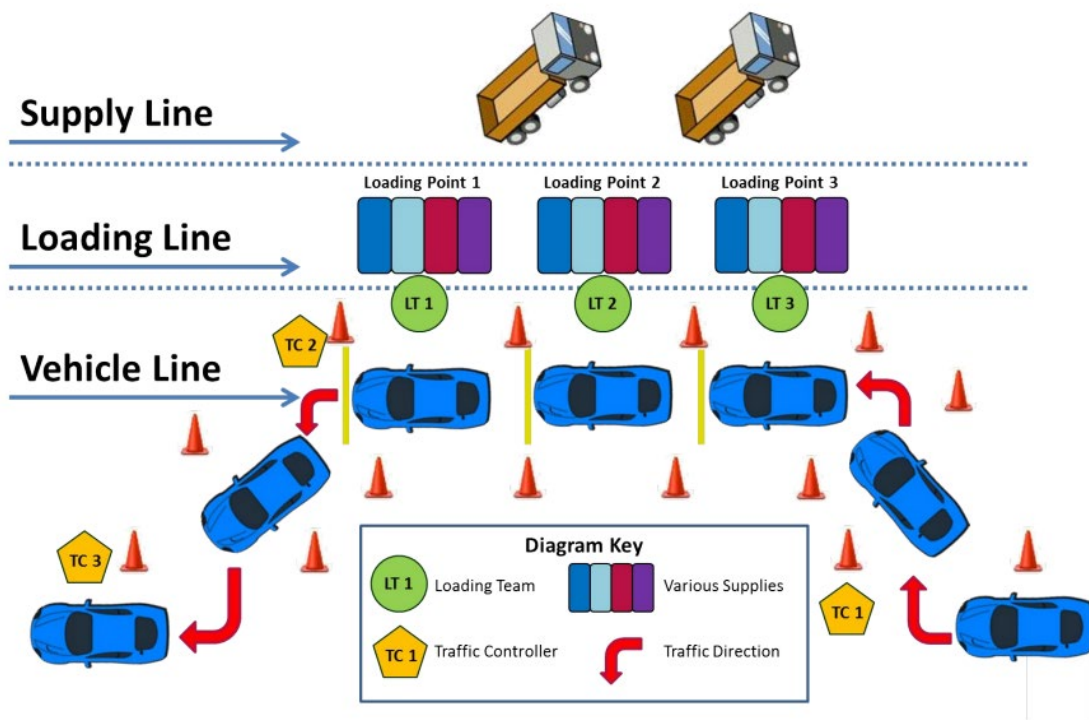 Supply Line
Loading Point 1
Loading Point 2
Loading Point 3
Loading Line
LT 1
LT 2
LT 3
TC 2
Vehicle Line
TC 3
TC 1
Diagram Key
LT 1
Loading Team
Various Supplies
TC 1
Traffic Controller
Traffic Direction